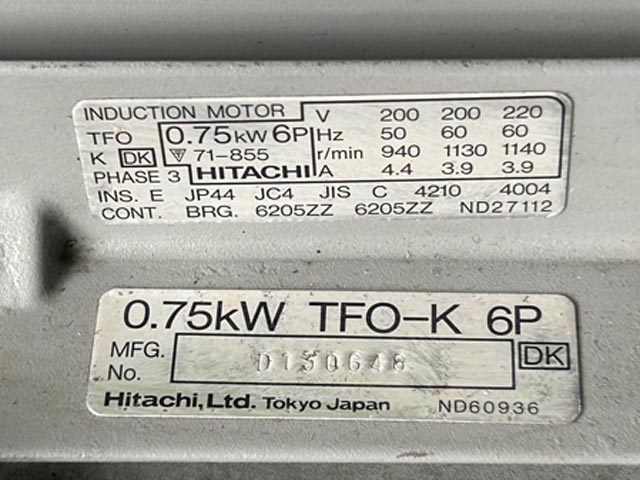 INDUCTION MOTOR V 200 200 220
TFO 0.75kW 6P Hz 50 60 60
K DK 71-855 r/min 940 1130 1140
PHASE 3 HITACHI A 4.4 3.9 3.9
INS. E JP44 JC4 JIS C 4210 4004
CONT. BRG. 6205ZZ 6205ZZ ND27112
0.75kW TFO-K 6P
MFG. No. D130648 DK
Hitachi, Ltd. Tokyo Japan ND60936